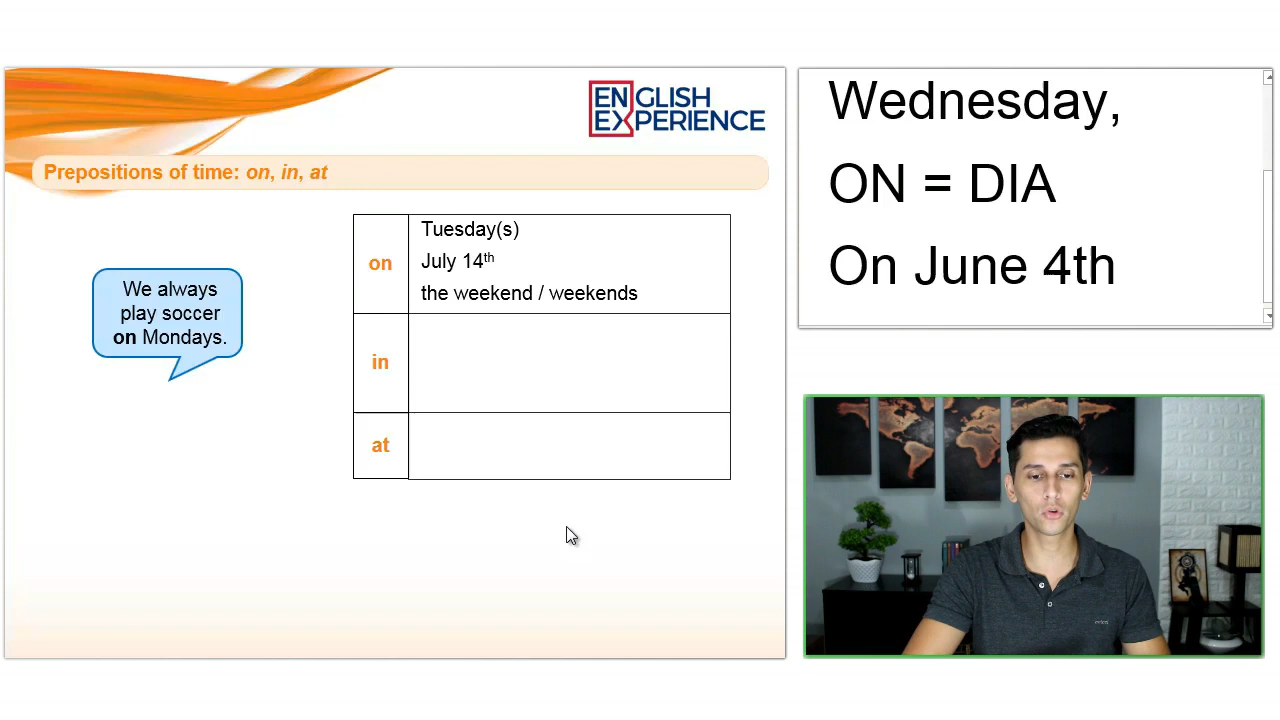 ENGLISH
EXPERIENCE
Prepositions of time: on, in, at
We always
play soccer
on Mondays.
on
Tuesday(s)
July 14th
the weekend / weekends
in
at
Wednesday,
ON = DIA
On June 4th